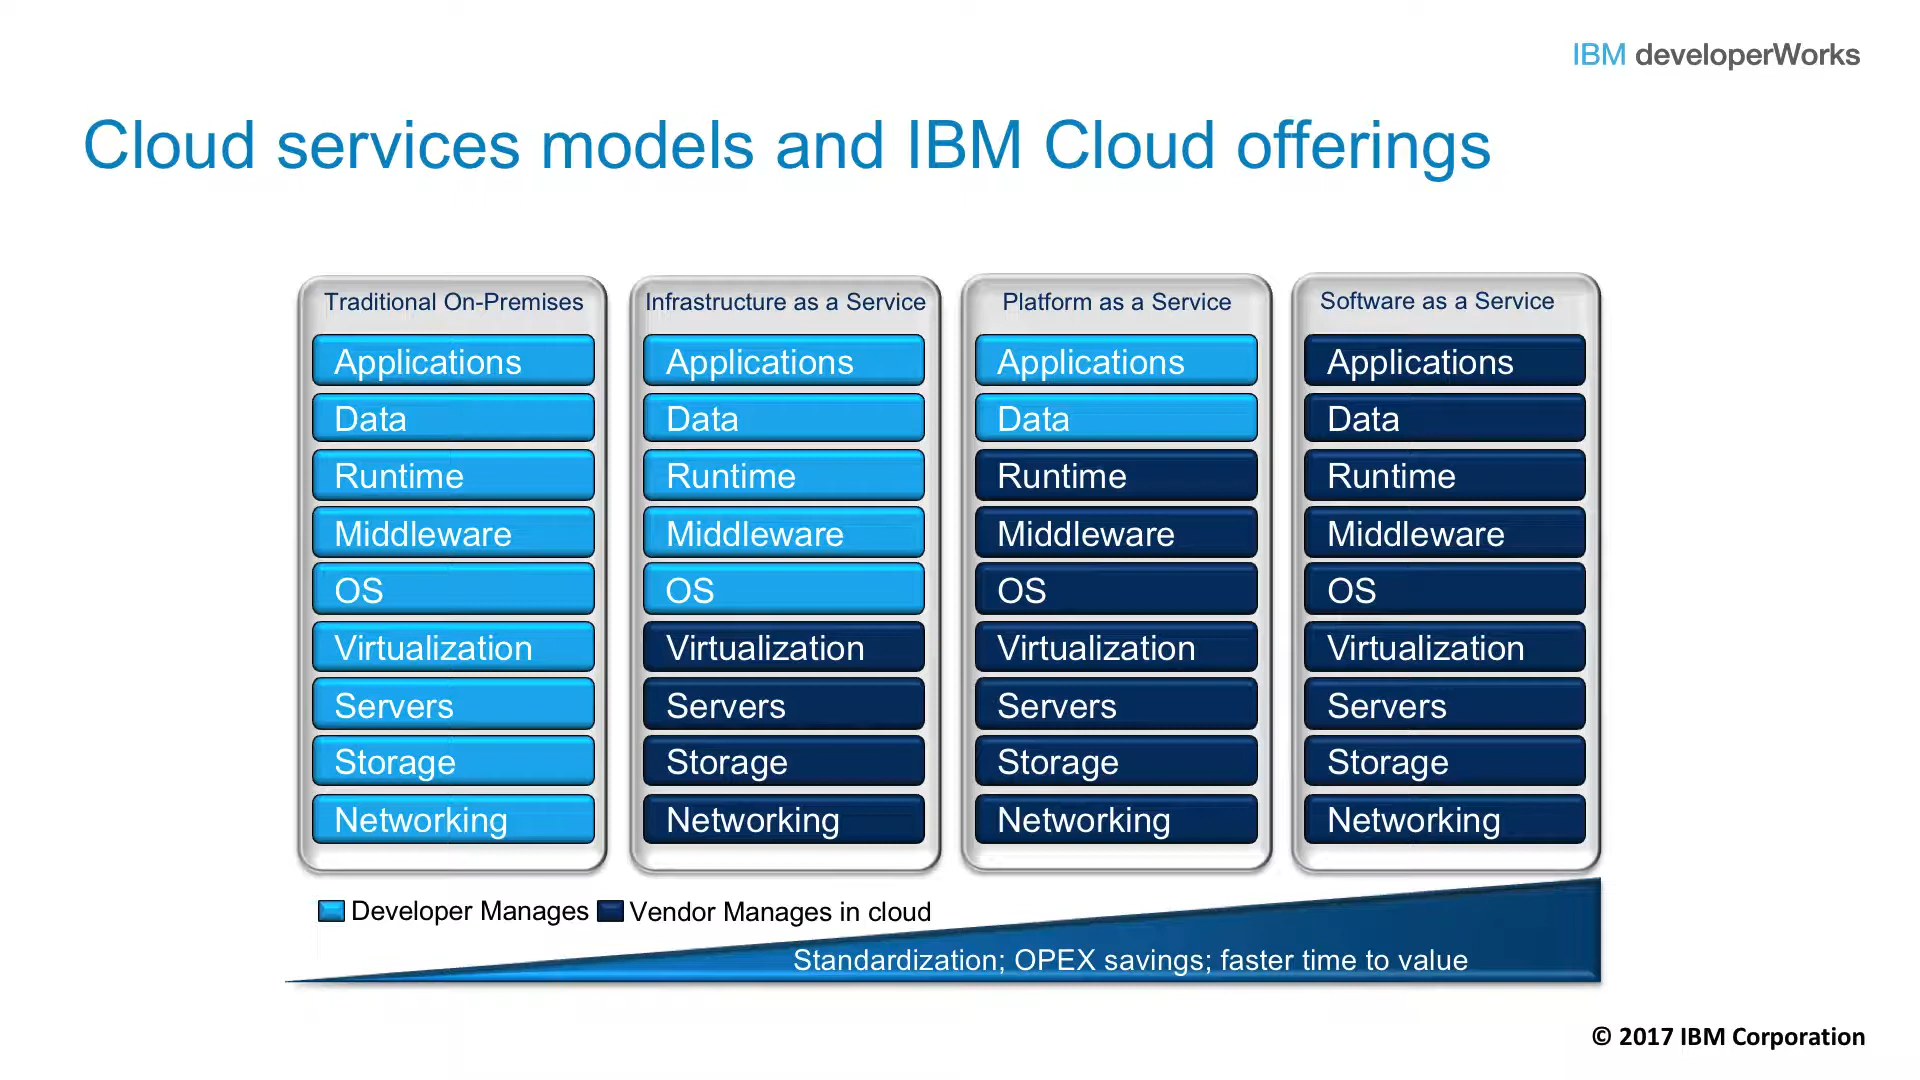 IBM developerWorks
Cloud services models and IBM Cloud offerings
Traditional On-Premises
Applications
Data
Runtime
Middleware
OS
Virtualization
Servers
Storage
Networking
Infrastructure as a Service
Applications
Data
Runtime
Middleware
OS
Virtualization
Servers
Storage
Networking
Platform as a Service
Applications
Data
Runtime
Middleware
OS
Virtualization
Servers
Storage
Networking
Software as a Service
Applications
Data
Runtime
Middleware
OS
Virtualization
Servers
Storage
Networking
Developer Manages
Vendor Manages in cloud
Standardization; OPEX savings; faster time to value
© 2017 IBM Corporation